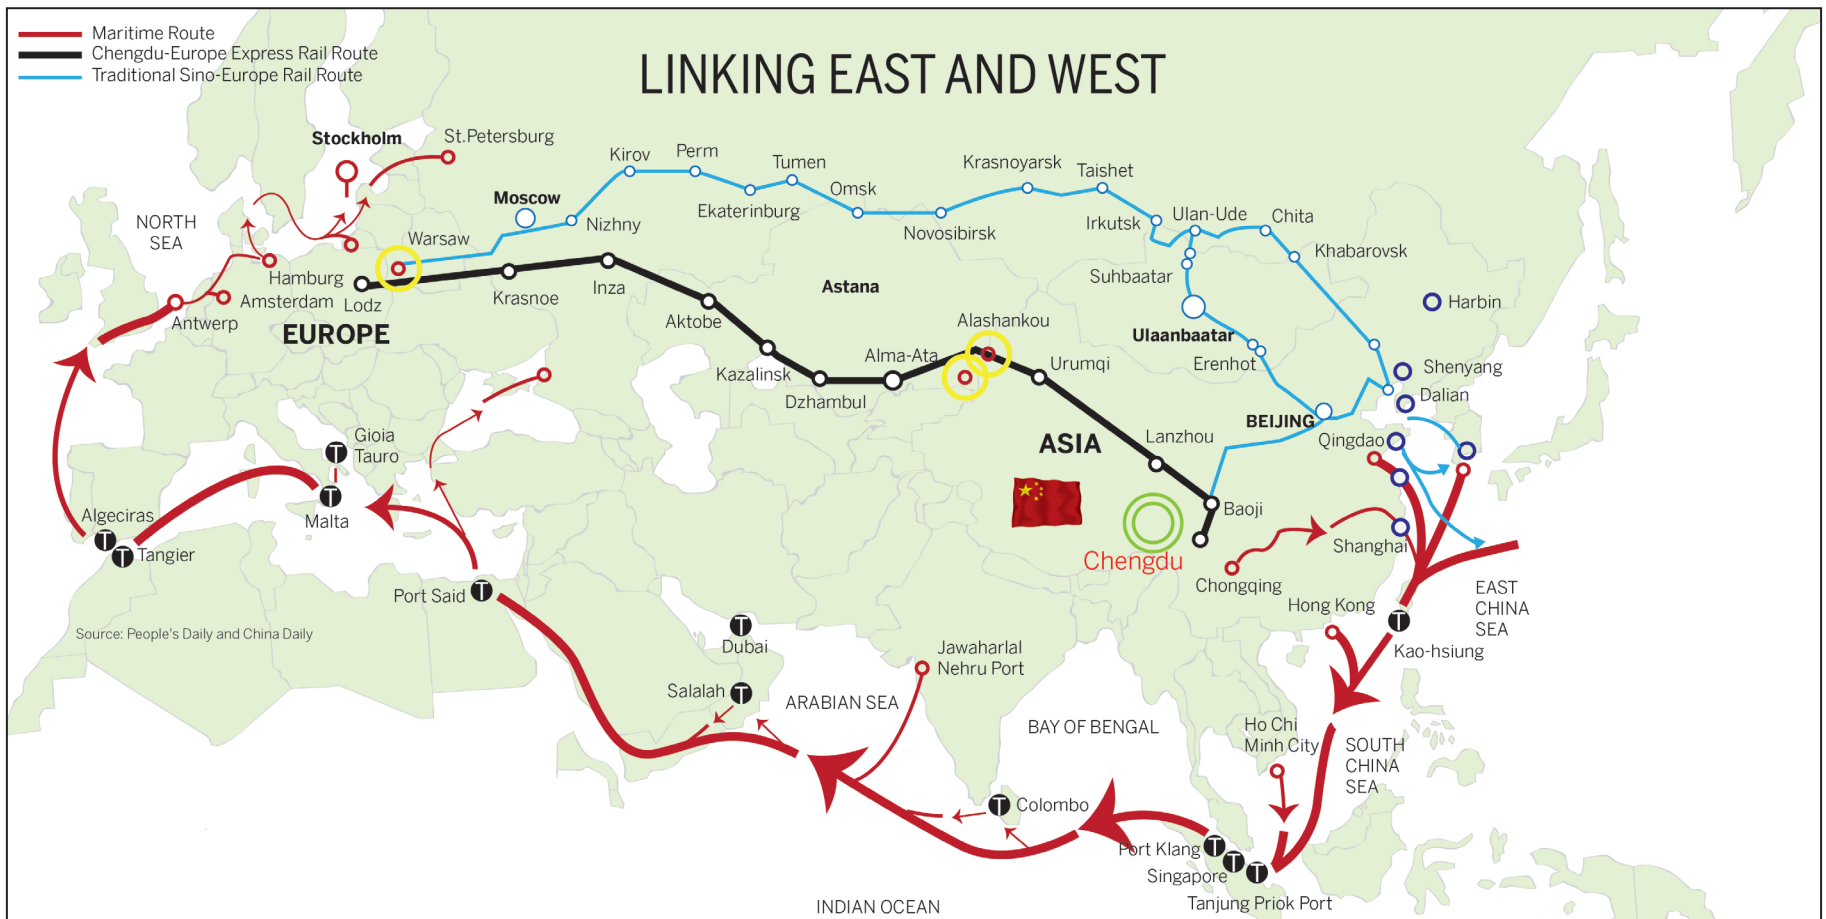 Maritime Route
Chengdu-Europe Express Rail Route
Traditional Sino-Europe Rail Route
LINKING EAST AND WEST
Stockholm
St.Petersburg
Kirov
Perm
Tumen
Krasnoyarsk
Taishet
Moscow
Omsk
Ekaterinburg
Nizhny
Novosibirsk
Irkutsk
Ulan-Ude
Chita
Khabarovsk
NORTH
SEA
Warsaw
Hamburg
Amsterdam
Lodz
Antwerp
EUROPE
Krasnoe
Inza
Astana
Aktobe
Suhbaatar
Harbin
Alashankou
Ulaanbaatar
Alma-Ata
Kazalinsk
Dzhambul
Urumqi
Erenhot
Shenyang
Dalian
BEIJING
Qingdao
ASIA
Lanzhou
Gioia
Tauro
Malta
Algeciras
T
T
T
T
Tangier
Baoji
Chengdu
Shanghai
Chongqing
Port Said
T
Hong Kong
EAST
CHINA
SEA
T
Kao-hsiung
Source: People's Daily and China Daily
T
Dubai
Salalah
T
Jawaharlal
Nehru Port
ARABIAN SEA
BAY OF BENGAL
Ho Chi
Minh City
SOUTH
CHINA
SEA
T
Colombo
Port Klang
T
Singapore
T
T
Tanjung Priok Port
INDIAN OCEAN